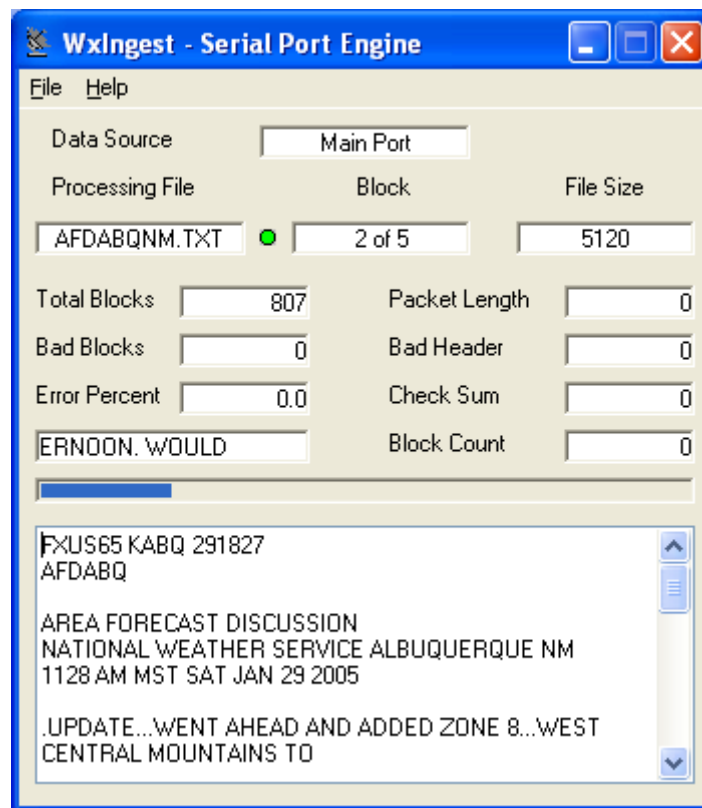 WxIngest - Serial Port Engine
File Help
Data Source Main Port
Processing File Block File Size
AFDABQNM.TXT 2 of 5 5120
Total Blocks 807 Packet Length 0
Bad Blocks 0 Bad Header 0
Error Percent 0.0 Check Sum 0
ERNOON. WOULD Block Count 0
FXUS65 KABQ 291827
AFDABQ
AREA FORECAST DISCUSSION
NATIONAL WEATHER SERVICE ALBUQUERQUE NM
1128 AM MST SAT JAN 29 2005
.UPDATE...WENT AHEAD AND ADDED ZONE 8...WEST
CENTRAL MOUNTAINS TO